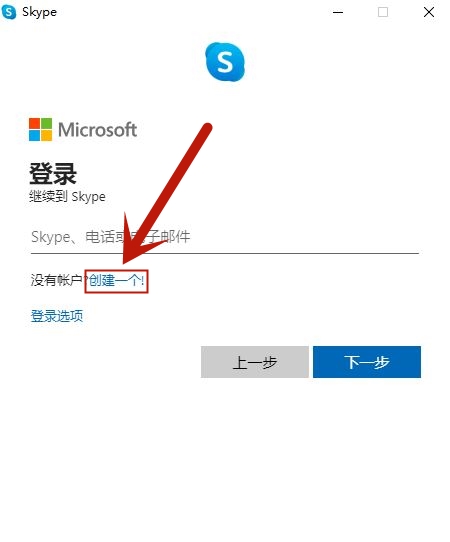 Skype
S
Microsoft
登录
继续到 Skype
Skype、电话或电子邮件
没有帐户?创建一个!
登录选项
上一步
下一步